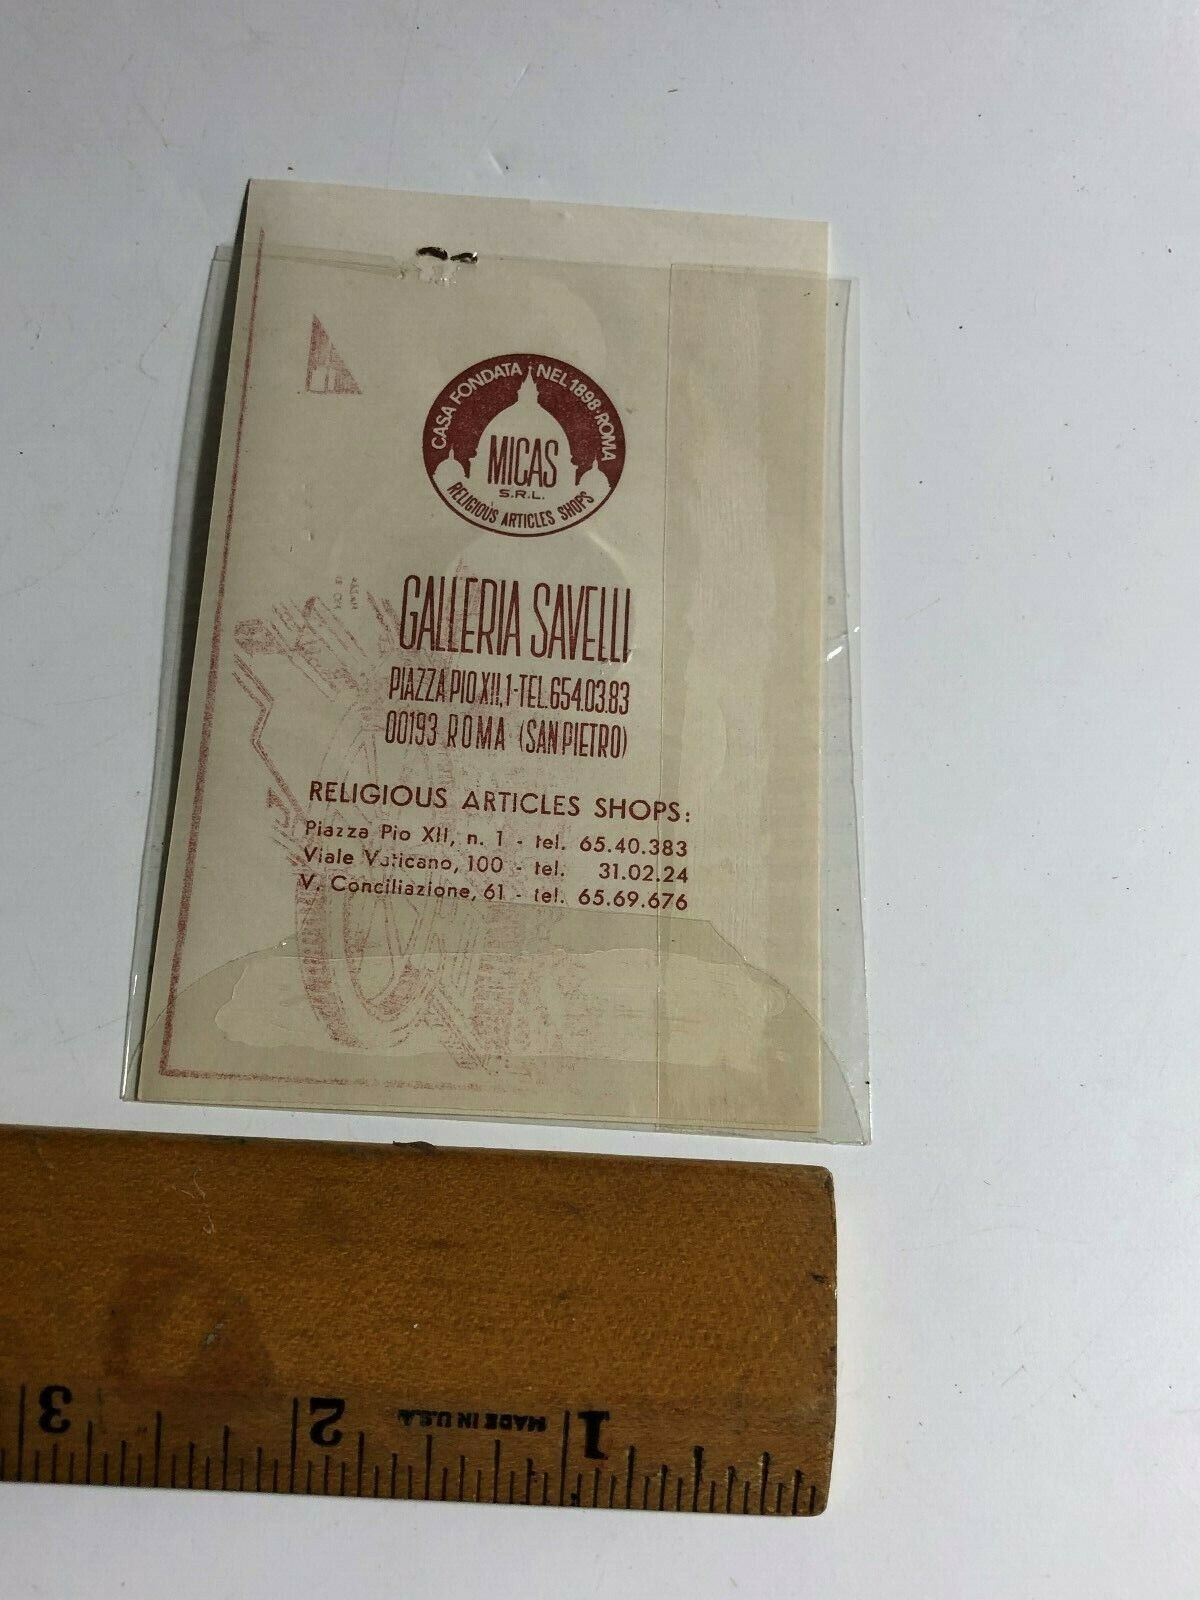 CASA FONDATA NEL 1898·ROMA
MICAS
S.R.L.
RELIGIOUS ARTICLES SHOPS
GALLERIA SAVELLI
PIAZZA PIO XII, 1-TEL.654.03.83
00193 ROMA (SAN PIETRO)
RELIGIOUS ARTICLES SHOPS:
Piazza Pio XII, n. 1 - tel. 65.40.383
Viale Vaticano, 100 - tel. 31.02.24
V. Conciliazione, 61 - tel. 65.69.676
3 2 MADE IN U.S.A 1